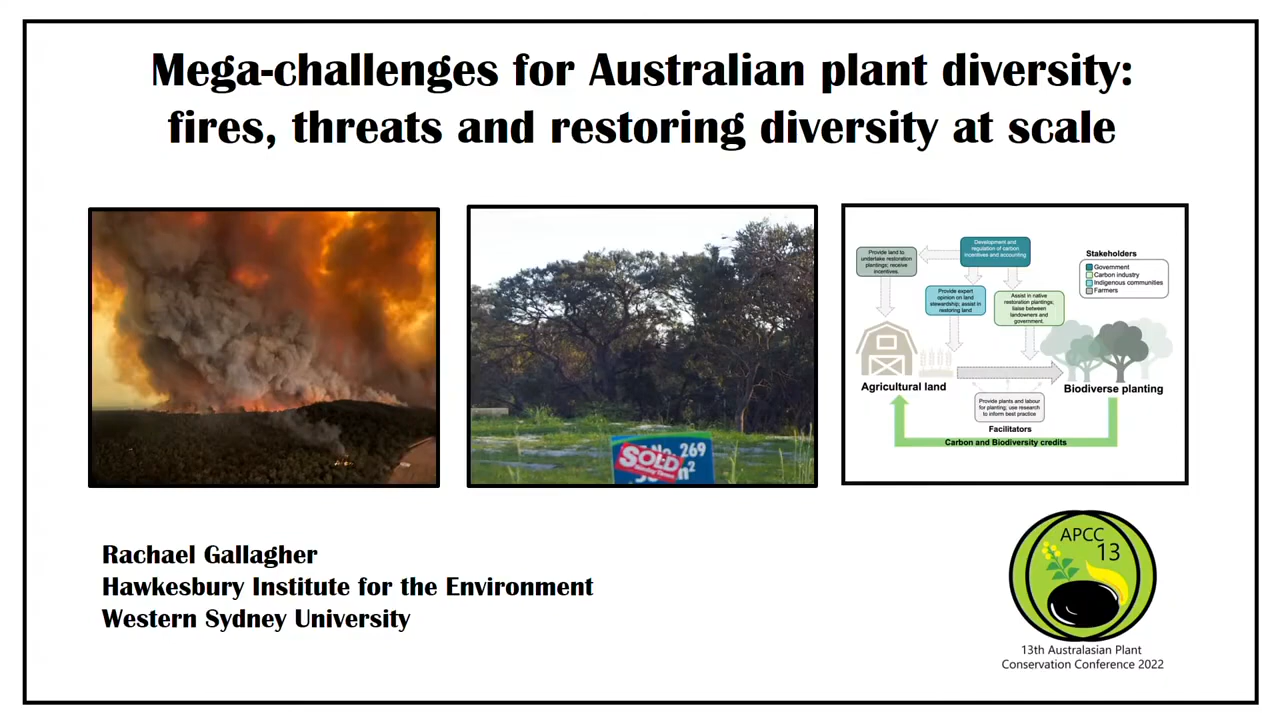 Mega-challenges for Australian plant diversity:
fires, threats and restoring diversity at scale
SOLD
269
m²
Development and
regulation of carbon
incentives and accounting
Provide land to
undertake restoration
plantings; receive
incentives.
Stakeholders
Government
Carbon industry
Indigenous communities
Farmers
Provide expert
opinion on land
stewardship; assist in
restoring land
Assist in native
restoration plantings;
liaise between
landowners and
government.
Agricultural land
Biodiverse planting
Provide plants and labour
for planting; use research
to inform best practice
Facilitators
Carbon and Biodiversity credits
Rachael Gallagher
Hawkesbury Institute for the Environment
Western Sydney University
APCC
13
13th Australasian Plant
Conservation Conference 2022